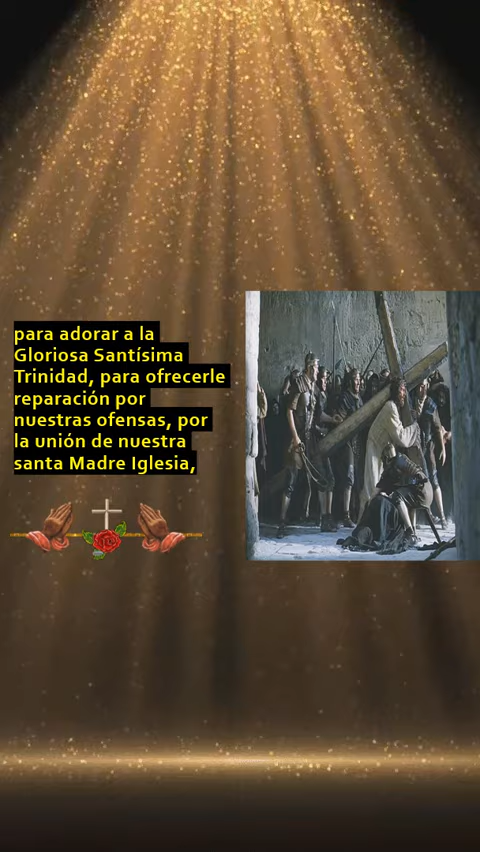 para adorar a la
Gloriosa Santísima
Trinidad, para ofrecerle
reparación por
nuestras ofensas, por
la unión de nuestra
santa Madre Iglesia,